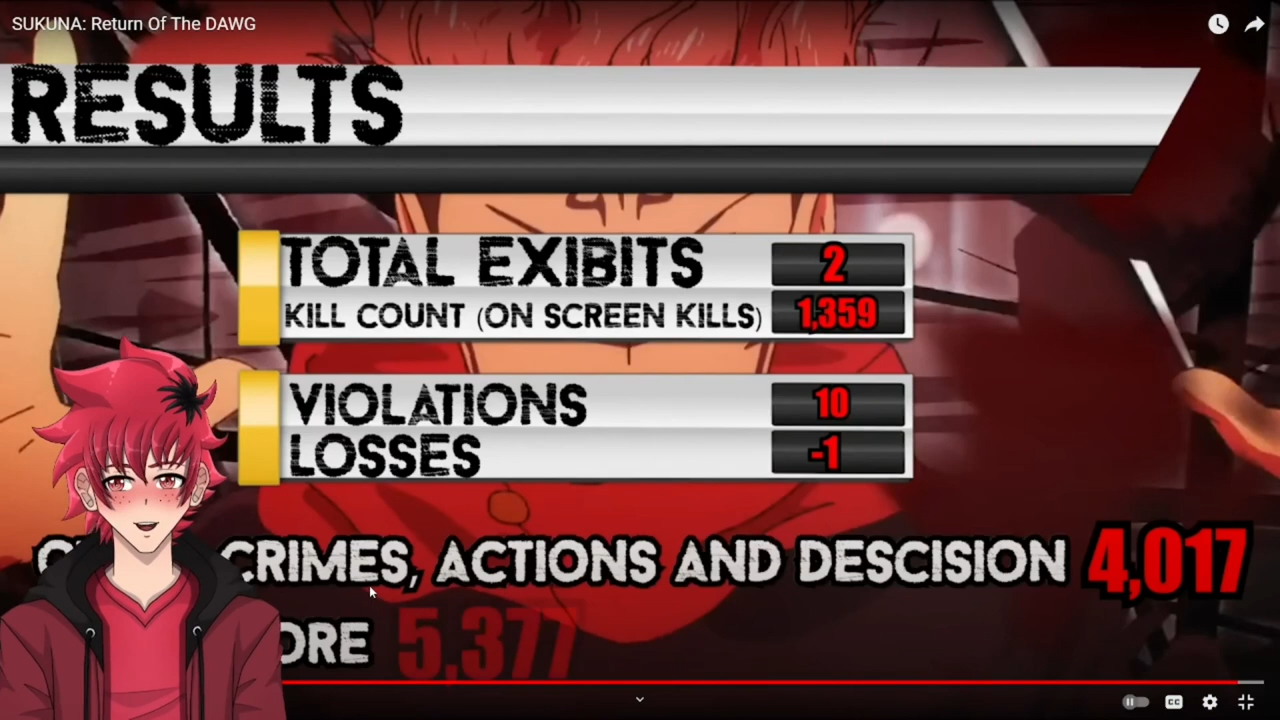 SUKUNA: Return Of The DAWG
RESULTS
TOTAL EXIBITS 2
KILL COUNT (ON SCREEN KILLS) 1,359
VIOLATIONS 10
LOSSES -1
CRIMES, ACTIONS AND DESCISION 4,017
5,377
CC